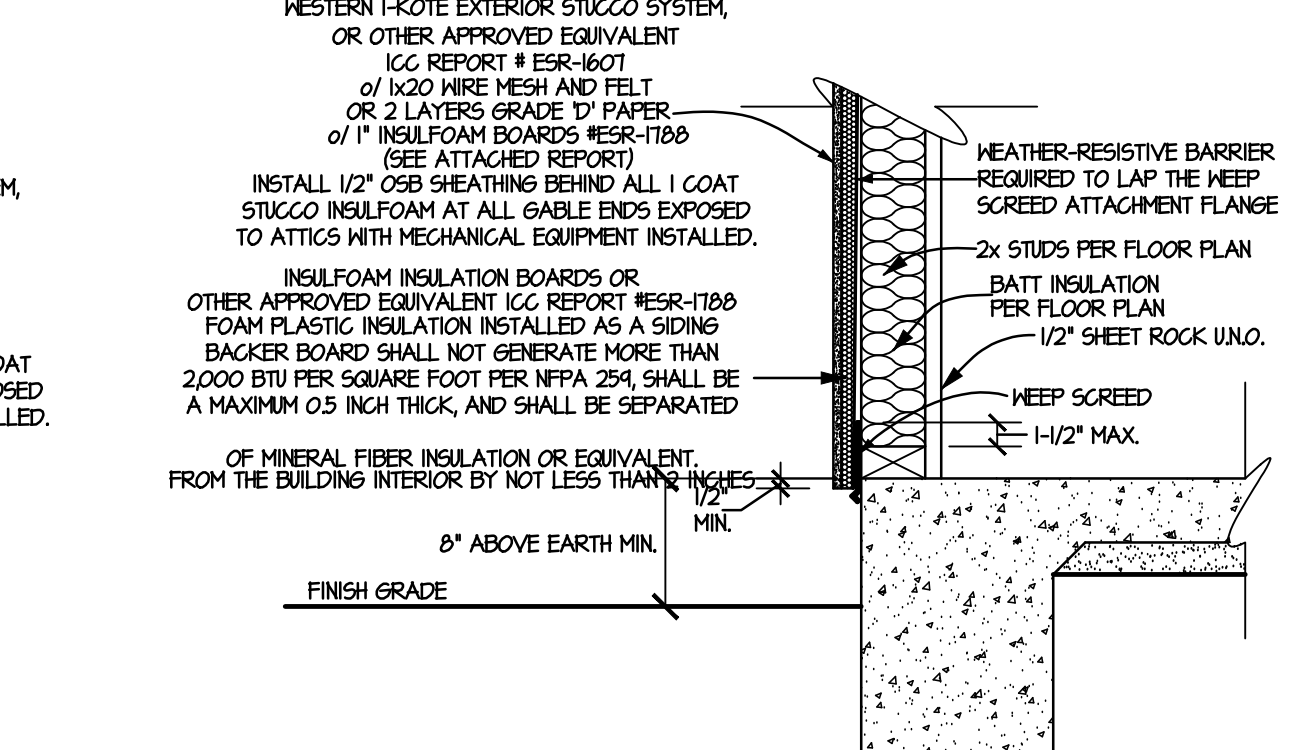 WESTERN 1-KOTE EXTERIOR STUCCO SYSTEM,
OR OTHER APPROVED EQUIVALENT
ICC REPORT # ESR-1607
o/ 1x20 WIRE MESH AND FELT
OR 2 LAYERS GRADE 'D' PAPER
o/ 1" INSULFOAM BOARDS #ESR-1788
(SEE ATTACHED REPORT)
INSTALL 1/2" OSB SHEATHING BEHIND ALL 1 COAT
STUCCO INSULFOAM AT ALL GABLE ENDS EXPOSED
TO ATTICS WITH MECHANICAL EQUIPMENT INSTALLED.
INSULFOAM INSULATION BOARDS OR
OTHER APPROVED EQUIVALENT ICC REPORT #ESR-1788
FOAM PLASTIC INSULATION INSTALLED AS A SIDING
BACKER BOARD SHALL NOT GENERATE MORE THAN
2,000 BTU PER SQUARE FOOT PER NFPA 259, SHALL BE
A MAXIMUM 0.5 INCH THICK, AND SHALL BE SEPARATED
OF MINERAL FIBER INSULATION OR EQUIVALENT.
FROM THE BUILDING INTERIOR BY NOT LESS THAN 2 INCHES
1/2"
MIN.
8" ABOVE EARTH MIN.
FINISH GRADE
WEATHER-RESISTIVE BARRIER
REQUIRED TO LAP THE WEEP
SCREED ATTACHMENT FLANGE
2x STUDS PER FLOOR PLAN
BATT INSULATION
PER FLOOR PLAN
1/2" SHEET ROCK U.N.O.
WEEP SCREED
1-1/2" MAX.
EM,
OAT
OSED
LLED.